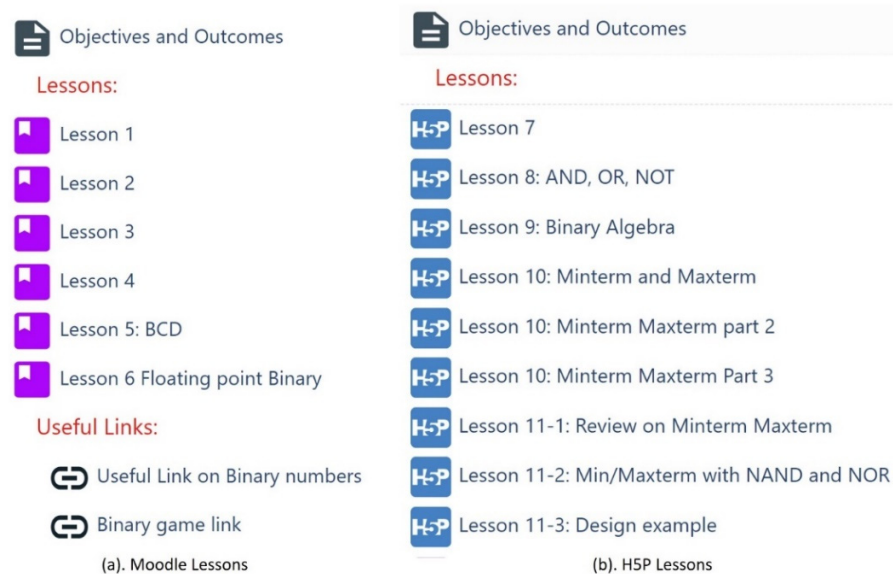 Objectives and Outcomes
Lessons:
Lesson 1
Lesson 2
Lesson 3
Lesson 4
Lesson 5: BCD
Lesson 6 Floating point Binary
Useful Links:
Useful Link on Binary numbers
Binary game link
(a). Moodle Lessons
Objectives and Outcomes
Lessons:
H5P Lesson 7
H5P Lesson 8: AND, OR, NOT
H5P Lesson 9: Binary Algebra
H5P Lesson 10: Minterm and Maxterm
H5P Lesson 10: Minterm Maxterm part 2
H5P Lesson 10: Minterm Maxterm Part 3
H5P Lesson 11-1: Review on Minterm Maxterm
H5P Lesson 11-2: Min/Maxterm with NAND and NOR
H5P Lesson 11-3: Design example
(b). H5P Lessons